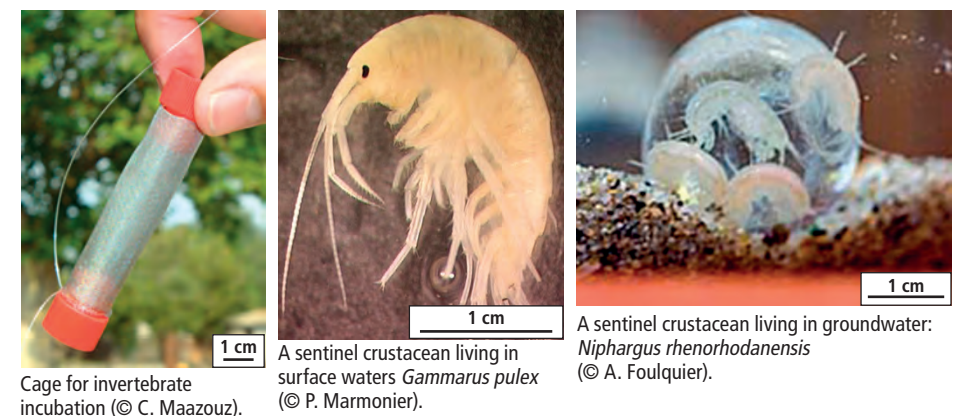 1 cm
Cage for invertebrate
incubation (© C. Maazouz).
1 cm
A sentinel crustacean living in
surface waters Gammarus pulex
(© P. Marmonier).
1 cm
A sentinel crustacean living in groundwater:
Niphargus rhenorhodanensis
(© A. Foulquier).